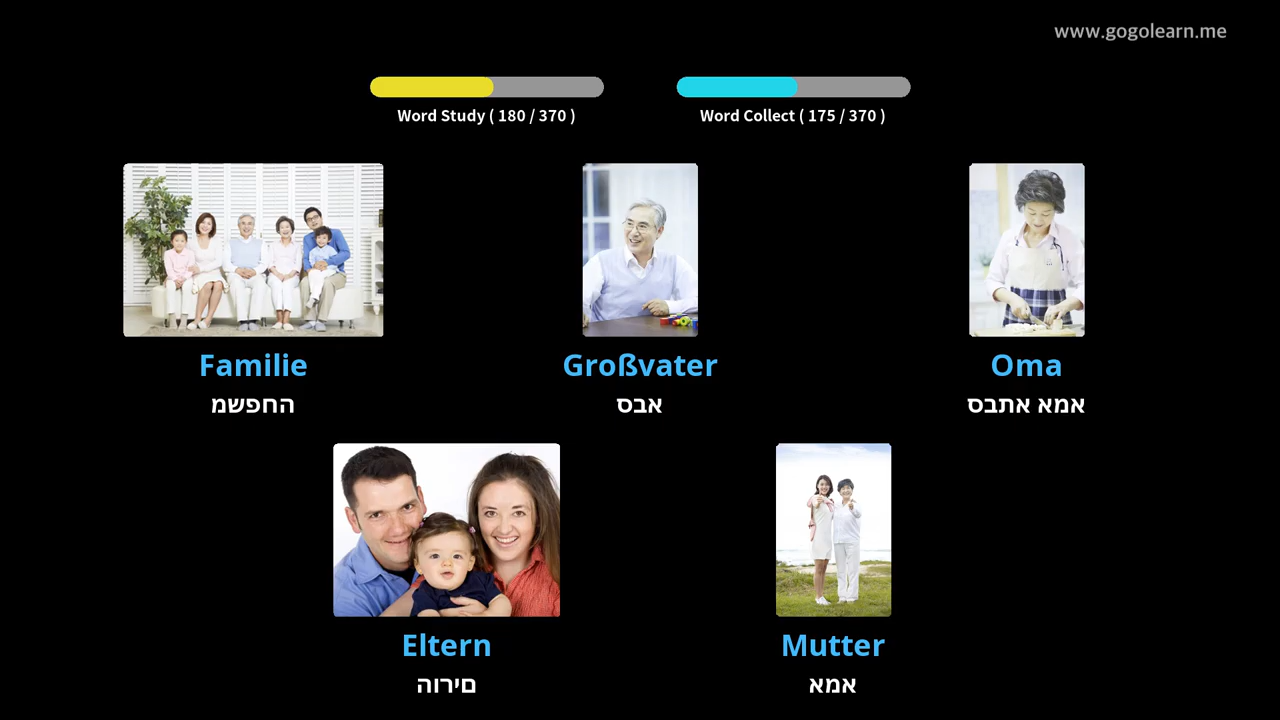 www.gogolearn.me
Word Study ( 180 / 370 )
Word Collect ( 175 / 370 )
Familie
החפשמ
Großvater
אבס
Oma
אמא אתבס
Eltern
םירוה
Mutter
אמא